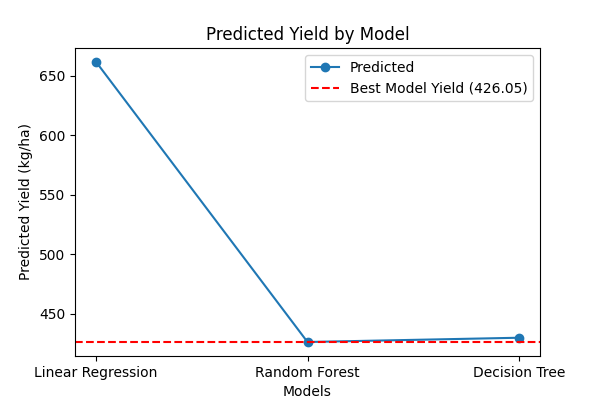 Predicted Yield by Model
Predicted
Best Model Yield (426.05)
Predicted Yield (kg/ha)
650
600
550
500
450
Linear Regression
Random Forest
Decision Tree
Models